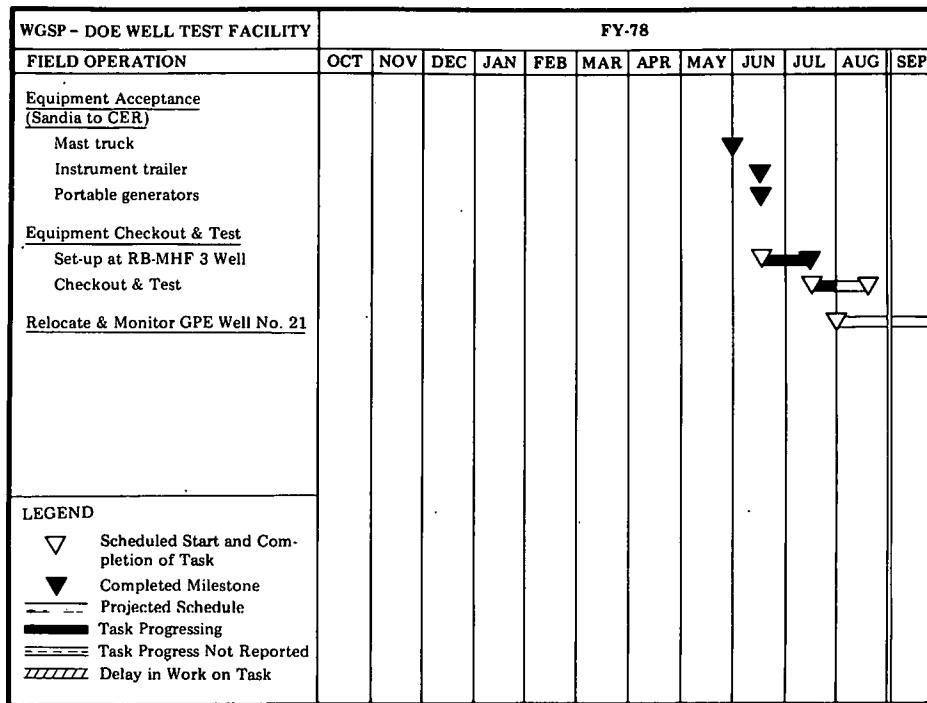 WGSP - DOE WELL TEST FACILITY
FY-78
FIELD OPERATION
OCT NOV DEC JAN FEB MAR APR MAY JUN JUL AUG SEP
Equipment Acceptance
(Sandia to CER)
Mast truck
Instrument trailer
Portable generators
Equipment Checkout & Test
Set-up at RB-MHF 3 Well
Checkout & Test
Relocate & Monitor GPE Well No. 21
LEGEND
Scheduled Start and Com-
pletion of Task
Completed Milestone
Projected Schedule
Task Progressing
Task Progress Not Reported
Delay in Work on Task